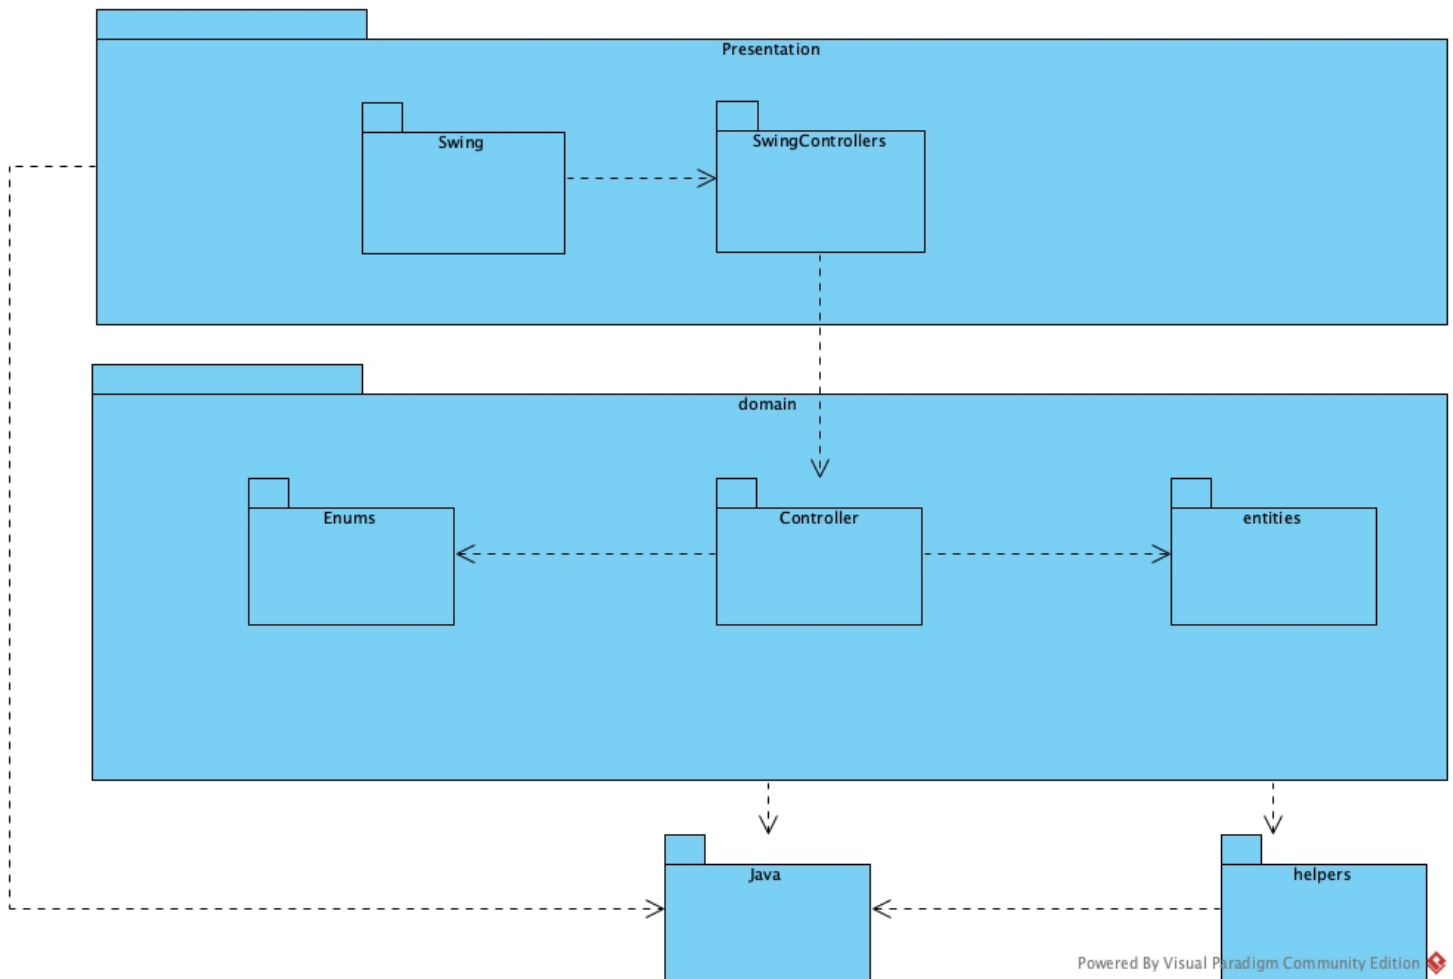 Presentation
Swing
SwingControllers
domain
Enums
Controller
entities
Java
helpers
Powered By Visual Paradigm Community Edition